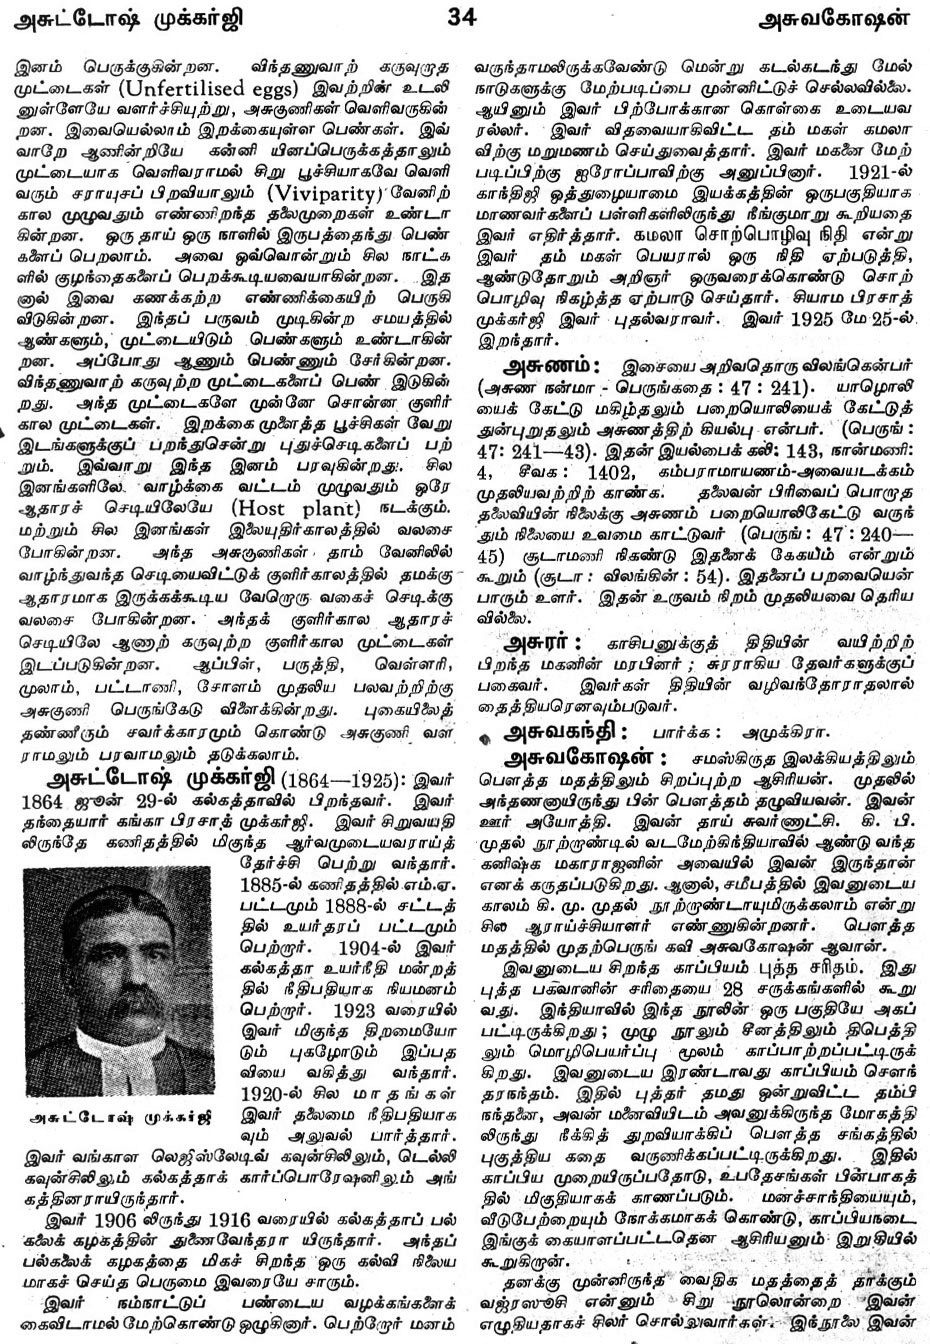 அசுட்டோஷ் முக்கர்ஜி
34
அசுவகோஷன்
இனம் பெருக்குகின்றன. விந்தணுவாற் கருவுறாத
முட்டைகள் (Unfertilised eggs) இவற்றின் உடலி
னுள்ளேயே வளர்ச்சியுற்று, அசுகுணிகள் வெளிவருகின்
றன. இவையெல்லாம் இறக்கையுள்ள பெண்கள். இவ்
வாறே ஆணின்றியே கன்னி யினப்பெருக்கத்தாலும்
முட்டையாக வெளிவராமல் சிறு பூச்சியாகவே வெளி
வரும் சராயுசப் பிறவியாலும் (Viviparity) வேனிற்
கால முழுவதும் எண்ணிறந்த தலைமுறைகள் உண்டா
கின்றன. ஒரு தாய் ஒரு நாளில் இருபத்தைந்து பெண்
களைப் பெறலாம். அவை ஒவ்வொன்றும் சில நாட்க
ளில் குழந்தைகளைப் பெறக்கூடியவையாகின்றன. இத
னால் இவை கணக்கற்ற எண்ணிக்கையிற் பெருகி
விடுகின்றன. இந்தப் பருவம் முடிகின்ற சமயத்தில்
ஆண்களும், முட்டையிடும் பெண்களும் உண்டாகின்
றன. அப்போது ஆணும் பெண்ணும் சேர்கின்றன.
விந்தணுவாற் கருவுற்ற முட்டைகளைப் பெண் இடுகின்
றது. அந்த முட்டைகளே முன்னே சொன்ன குளிர்
கால முட்டைகள். இறக்கை முளைத்த பூச்சிகள் வேறு
இடங்களுக்குப் பறந்துசென்று புதுச்செடிகளைப் பற்
றும். இவ்வாறு இந்த இனம் பரவுகின்றது. சில
இனங்களிலே வாழ்க்கை வட்டம் முழுவதும் ஒரே
ஆதாரச் செடியிலேயே (Host plant) நடக்கும்.
மற்றும் சில இனங்கள் இலையுதிர்காலத்தில் வலசை
போகின்றன. அந்த அசுகுணிகள் தாம் வேனிலில்
வாழ்ந்துவந்த செடியைவிட்டுக் குளிர்காலத்தில் தமக்கு
ஆதாரமாக இருக்கக்கூடிய வேறொரு வகைச் செடிக்கு
வலசை போகின்றன. அந்தக் குளிர்கால ஆதாரச்
செடியிலே ஆணாற் கருவுற்ற குளிர்கால முட்டைகள்
இடப்படுகின்றன. ஆப்பிள், பருத்தி, வெள்ளரி,
முலாம், பட்டாணி, சோளம் முதலிய பலவற்றிற்கு
அசுகுணி பெருங்கேடு விளைக்கின்றது. புகையிலைத்
தண்ணீரும் சவர்க்காரமும் கொண்டு அசுகுணி வள
ராமலும் பரவாமலும் தடுக்கலாம்.
அசுட்டோஷ் முக்கர்ஜி (1864—1925): இவர்
1864 ஜூன் 29-ல் கல்கத்தாவில் பிறந்தவர். இவர்
தந்தையார் கங்கா பிரசாத் முக்கர்ஜி. இவர் சிறுவயதி
லிருந்தே கணிதத்தில் மிகுந்த ஆர்வமுடையவராய்த்
தேர்ச்சி பெற்று வந்தார்.
1885-ல் கணிதத்தில் எம்.ஏ.
பட்டமும் 1888-ல் சட்டத்
தில் உயர்தரப் பட்டமும்
பெற்றார். 1904-ல் இவர்
கல்கத்தா உயர்நீதி மன்றத்
தில் நீதிபதியாக நியமனம்
பெற்றார். 1923 வரையில்
இவர் மிகுந்த திறமையோ
டும் புகழோடும் இப்பத
வியை வகித்து வந்தார்.
1920-ல் சில மாதங்கள்
இவர் தலைமை நீதிபதியாக
வும் அலுவல் பார்த்தார்.
அசுட்டோஷ் முக்கர்ஜி
இவர் வங்காள லெஜிஸ்லேடிவ் கவுன்சிலிலும், டெல்லி
கவுன்சிலிலும் கல்கத்தாக் கார்ப்பொரேஷனிலும் அங்
கத்தினராயிருந்தார்.
இவர் 1906 லிருந்து 1916 வரையில் கல்கத்தாப் பல்
கலைக் கழகத்தின் துணைவேந்தரா யிருந்தார். அந்தப்
பல்கலைக் கழகத்தை மிகச் சிறந்த ஒரு கல்வி நிலைய
மாகச் செய்த பெருமை இவரையே சாரும்.
இவர் நம்நாட்டுப் பண்டைய வழக்கங்களைக்
கைவிடாமல் மேற்கொண்டு ஒழுகினார். பெற்றோர் மனம்
வருந்தாமலிருக்கவேண்டு மென்று கடல்கடந்து மேல்
நாடுகளுக்கு மேற்படிப்பை முன்னிட்டுச் செல்லவில்லை.
ஆயினும் இவர் பிற்போக்கான கொள்கை உடையவ
ரல்லர். இவர் விதவையாகிவிட்ட தம் மகள் கமலா
விற்கு மறுமணம் செய்துவைத்தார். இவர் மகனை மேற்
படிப்பிற்கு ஐரோப்பாவிற்கு அனுப்பினார். 1921-ல்
காந்திஜி ஒத்துழையாமை இயக்கத்தின் ஒருபகுதியாக
மாணவர்களைப் பள்ளிகளிலிருந்து நீங்குமாறு கூறியதை
இவர் எதிர்த்தார். கமலா சொற்பொழிவு நிதி என்று
இவர் தம் மகள் பெயரால் ஒரு நிதி ஏற்படுத்தி,
ஆண்டுதோறும் அறிஞர் ஒருவரைக்கொண்டு சொற்
பொழிவு நிகழ்த்த ஏற்பாடு செய்தார். சியாம பிரசாத்
முக்கர்ஜி இவர் புதல்வராவர். இவர் 1925 மே 25-ல்
இறந்தார்.
அசுணம்: இசையை அறிவதொரு விலங்கென்பர்
(அசுண நன்மா - பெருங்கதை : 47 : 241). யாழொலி
யைக் கேட்டு மகிழ்தலும் பறையொலியைக் கேட்டுத்
துன்புறுதலும் அசுணத்திற் கியல்பு என்பர். (பெருங் :
47: 241—43). இதன் இயல்பைக் கலி: 143, நான்மணி:
4, சீவக : 1402, கம்பராமாயணம்-அவையடக்கம்
முதலியவற்றிற் காண்க. தலைவன் பிரிவைப் பொறாத
தலைவியின் நிலைக்கு அசுணம் பறையொலிகேட்டு வருந்
தும் நிலையை உவமை காட்டுவர் (பெருங் : 47 : 240—
45) சூடாமணி நிகண்டு இதனைக் கேகயம் என்றும்
கூறும் (சூடா : விலங்கின் : 54). இதனைப் பறவையென்
பாரும் உளர். இதன் உருவம் நிறம் முதலியவை தெரிய
வில்லை.
அசுரர்: காசிபனுக்குத் திதியின் வயிற்றிற்
பிறந்த மகனின் மரபினர் ; சுரராகிய தேவர்களுக்குப்
பகைவர். இவர்கள் திதியின் வழிவந்தோராதலால்
தைத்தியரெனவும்படுவர்.
அசுவகந்தி: பார்க்க : அமுக்கிரா.
அசுவகோஷன்: சமஸ்கிருத இலக்கியத்திலும்
பௌத்த மதத்திலும் சிறப்புற்ற ஆசிரியன். முதலில்
அந்தணனாயிருந்து பின் பௌத்தம் தழுவியவன். இவன்
ஊர் அயோத்தி. இவன் தாய் சுவர்ணாட்சி. கி. பி.
முதல் நூற்றாண்டில் வடமேற்கிந்தியாவில் ஆண்டு வந்த
கனிஷ்க மகாராஜனின் அவையில் இவன் இருந்தான்
எனக் கருதப்படுகிறது. ஆனால், சமீபத்தில் இவனுடைய
காலம் கி. மு. முதல் நூற்றாண்டாயுமிருக்கலாம் என்று
சில ஆராய்ச்சியாளர் எண்ணுகின்றனர். பௌத்த
மதத்தில் முதற்பெருங் கவி அசுவகோஷன் ஆவான்.
இவனுடைய சிறந்த காப்பியம் புத்த சரிதம். இது
புத்த பகவானின் சரிதையை 28 சருக்கங்களில் கூறு
வது. இந்தியாவில் இந்த நூலின் ஒரு பகுதியே அகப்
பட்டிருக்கிறது ; முழு நூலும் சீனத்திலும் திபெத்தி
லும் மொழிபெயர்ப்பு மூலம் காப்பாற்றப்பட்டிருக்
கிறது. இவனுடைய இரண்டாவது காப்பியம் சௌந்
தரநந்தம். இதில் புத்தர் தமது ஒன்றுவிட்ட தம்பி
நந்தனை, அவன் மனைவியிடம் அவனுக்கிருந்த மோகத்தி
லிருந்து நீக்கித் துறவியாக்கிப் பௌத்த சங்கத்தில்
புகுத்திய கதை வருணிக்கப்பட்டிருக்கிறது. இதில்
காப்பிய முறையிருப்பதோடு, உபதேசங்கள் பின்பாகத்
தில் மிகுதியாகக் காணப்படும். மனச்சாந்தியையும்,
வீடுபேற்றையும் நோக்கமாகக் கொண்டு, காப்பியநடை
இங்குக் கையாளப்பட்டதென ஆசிரியனும் இறுதியில்
கூறுகிறான்.
தனக்கு முன்னிருந்த வைதிக மதத்தைத் தாக்கும்
வஜ்ரஸூசி என்னும் சிறு நூலொன்றை இவன்
எழுதியதாகச் சிலர் சொல்லுவார்கள். இந்நூலை இவன்